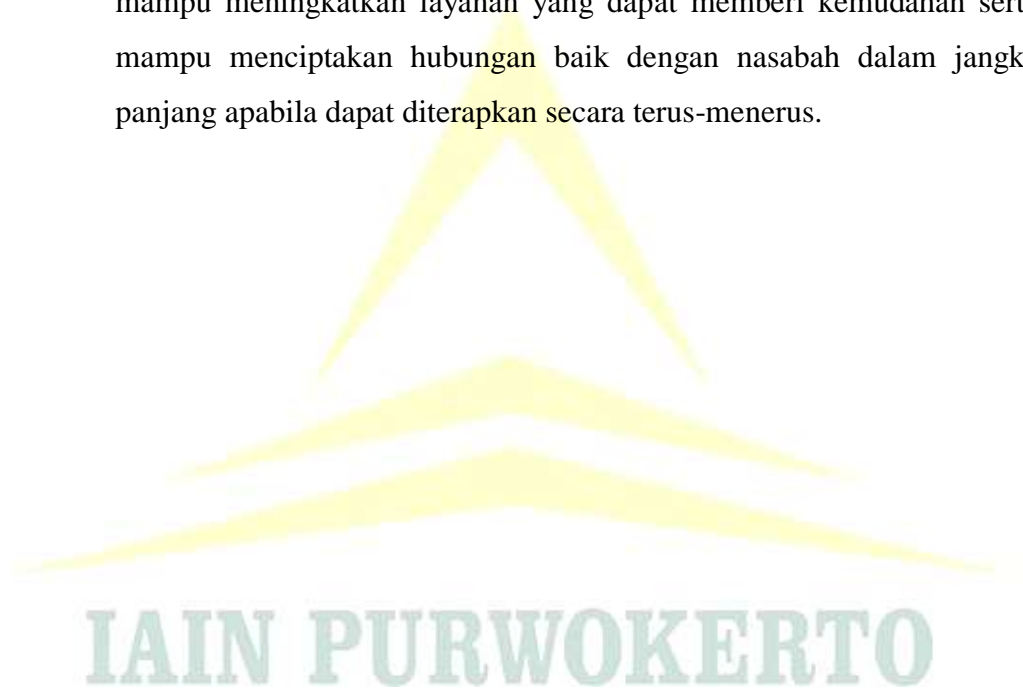 mampu meningkatkan layanan yang dapat memberi kemudahan sert
mampu menciptakan hubungan baik dengan nasabah dalam jangk
panjang apabila dapat diterapkan secara terus-menerus.
IAIN PURWOKERTO